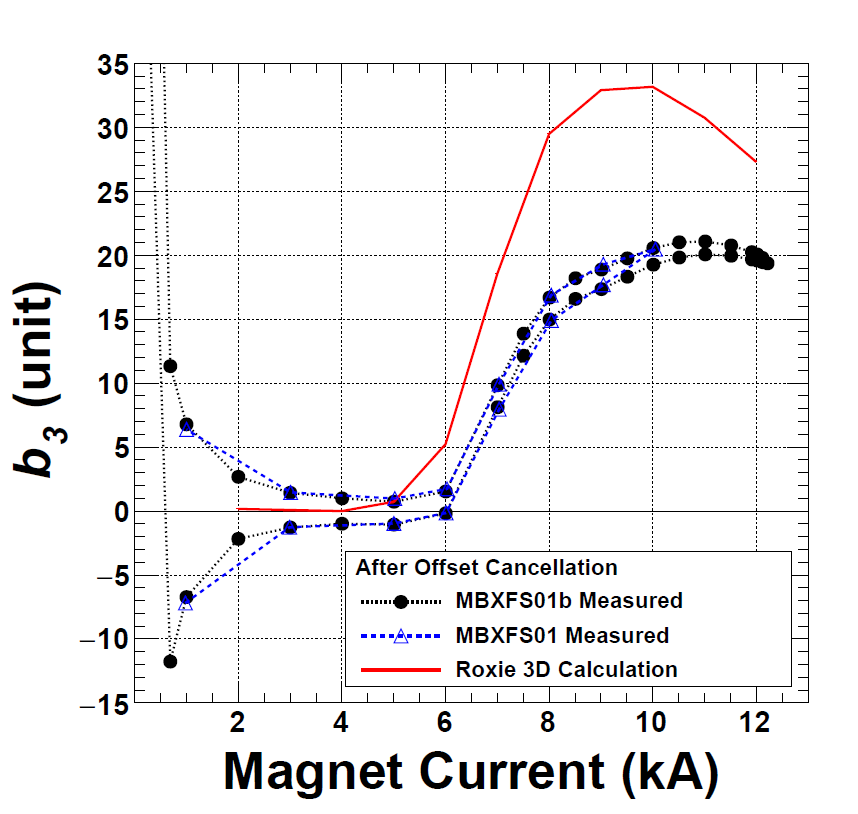 35
30
25
20
15
10
5
0
−5
−10
−15
b3 (unit)
After Offset Cancellation
MBXFS01b Measured
MBXFS01 Measured
Roxie 3D Calculation
2 4 6 8 10 12
Magnet Current (kA)